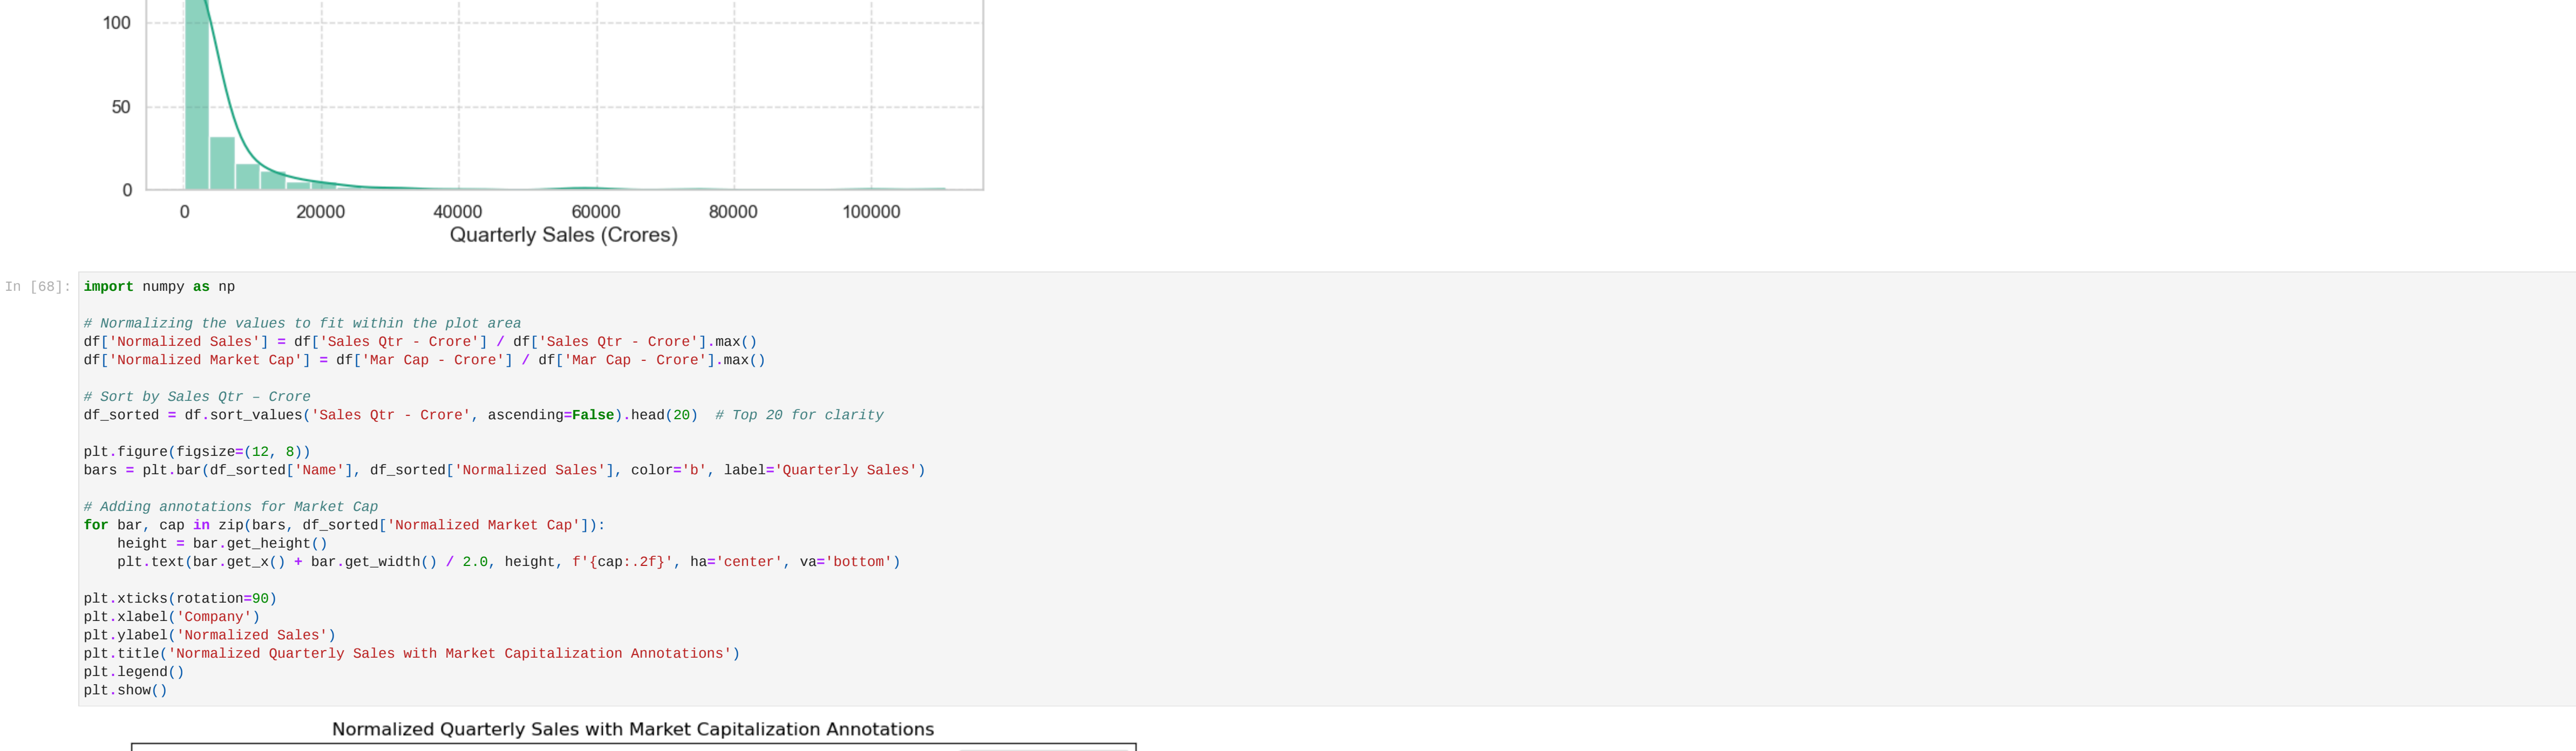 100
50
0
0 20000 40000 60000 80000 100000
Quarterly Sales (Crores)
In [68]:
import numpy as np
# Normalizing the values to fit within the plot area
df['Normalized Sales'] = df['Sales Qtr - Crore'] / df['Sales Qtr - Crore'].max()
df['Normalized Market Cap'] = df['Mar Cap - Crore'] / df['Mar Cap - Crore'].max()
# Sort by Sales Qtr – Crore
df_sorted = df.sort_values('Sales Qtr - Crore', ascending=False).head(20)  # Top 20 for clarity
plt.figure(figsize=(12, 8))
bars = plt.bar(df_sorted['Name'], df_sorted['Normalized Sales'], color='b', label='Quarterly Sales')
# Adding annotations for Market Cap
for bar, cap in zip(bars, df_sorted['Normalized Market Cap']):
    height = bar.get_height()
    plt.text(bar.get_x() + bar.get_width() / 2.0, height, f'{cap:.2f}', ha='center', va='bottom')
plt.xticks(rotation=90)
plt.xlabel('Company')
plt.ylabel('Normalized Sales')
plt.title('Normalized Quarterly Sales with Market Capitalization Annotations')
plt.legend()
plt.show()
Normalized Quarterly Sales with Market Capitalization Annotations